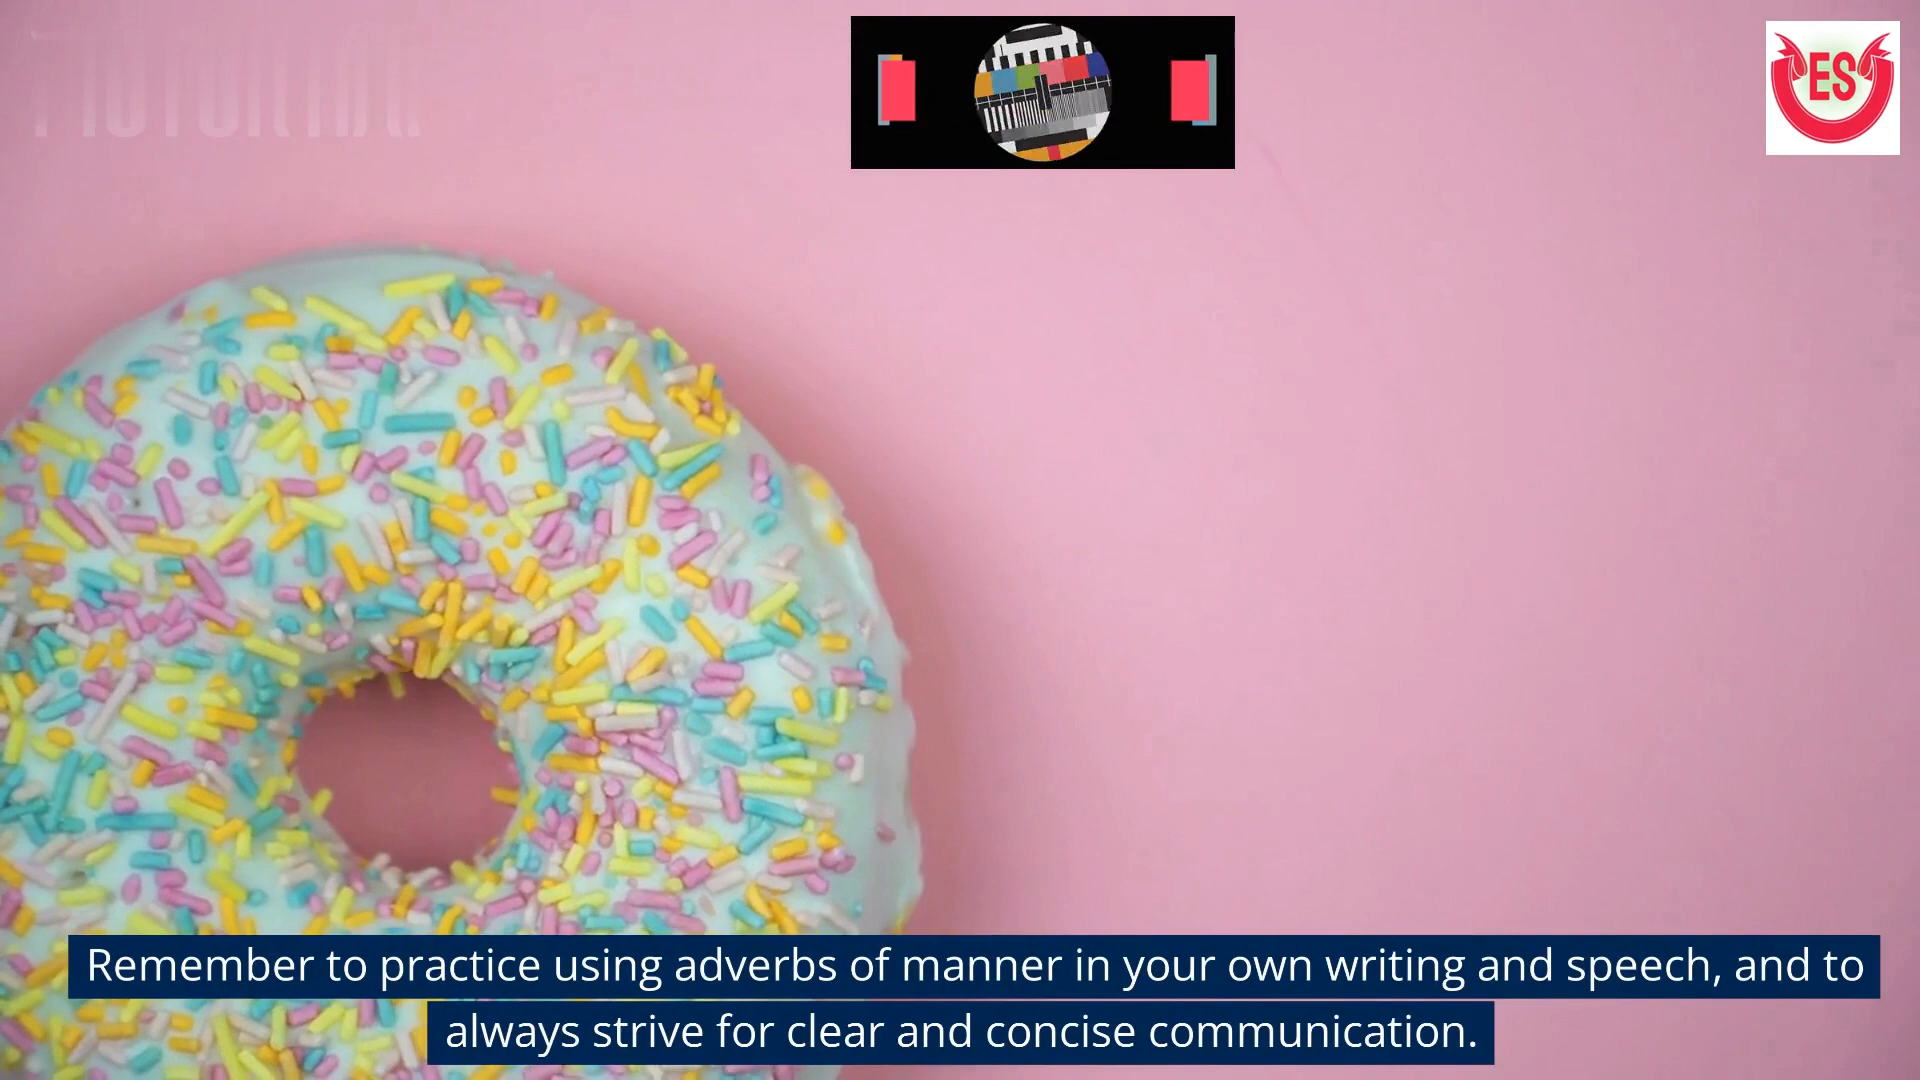 ES
Remember to practice using adverbs of manner in your own writing and speech, and to
always strive for clear and concise communication.